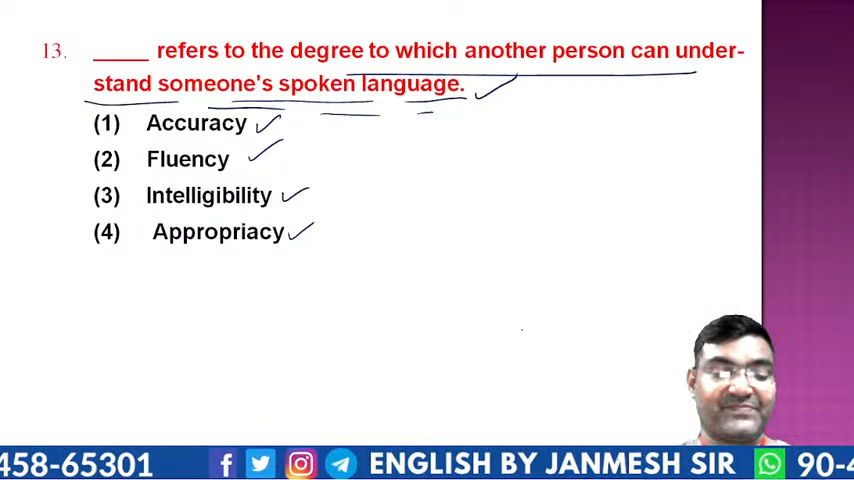 13. _____ refers to the degree to which another person can under-
stand someone's spoken language.
(1) Accuracy
(2) Fluency
(3) Intelligibility
(4) Appropriacy
458-65301 ENGLISH BY JANMESH SIR 90-4